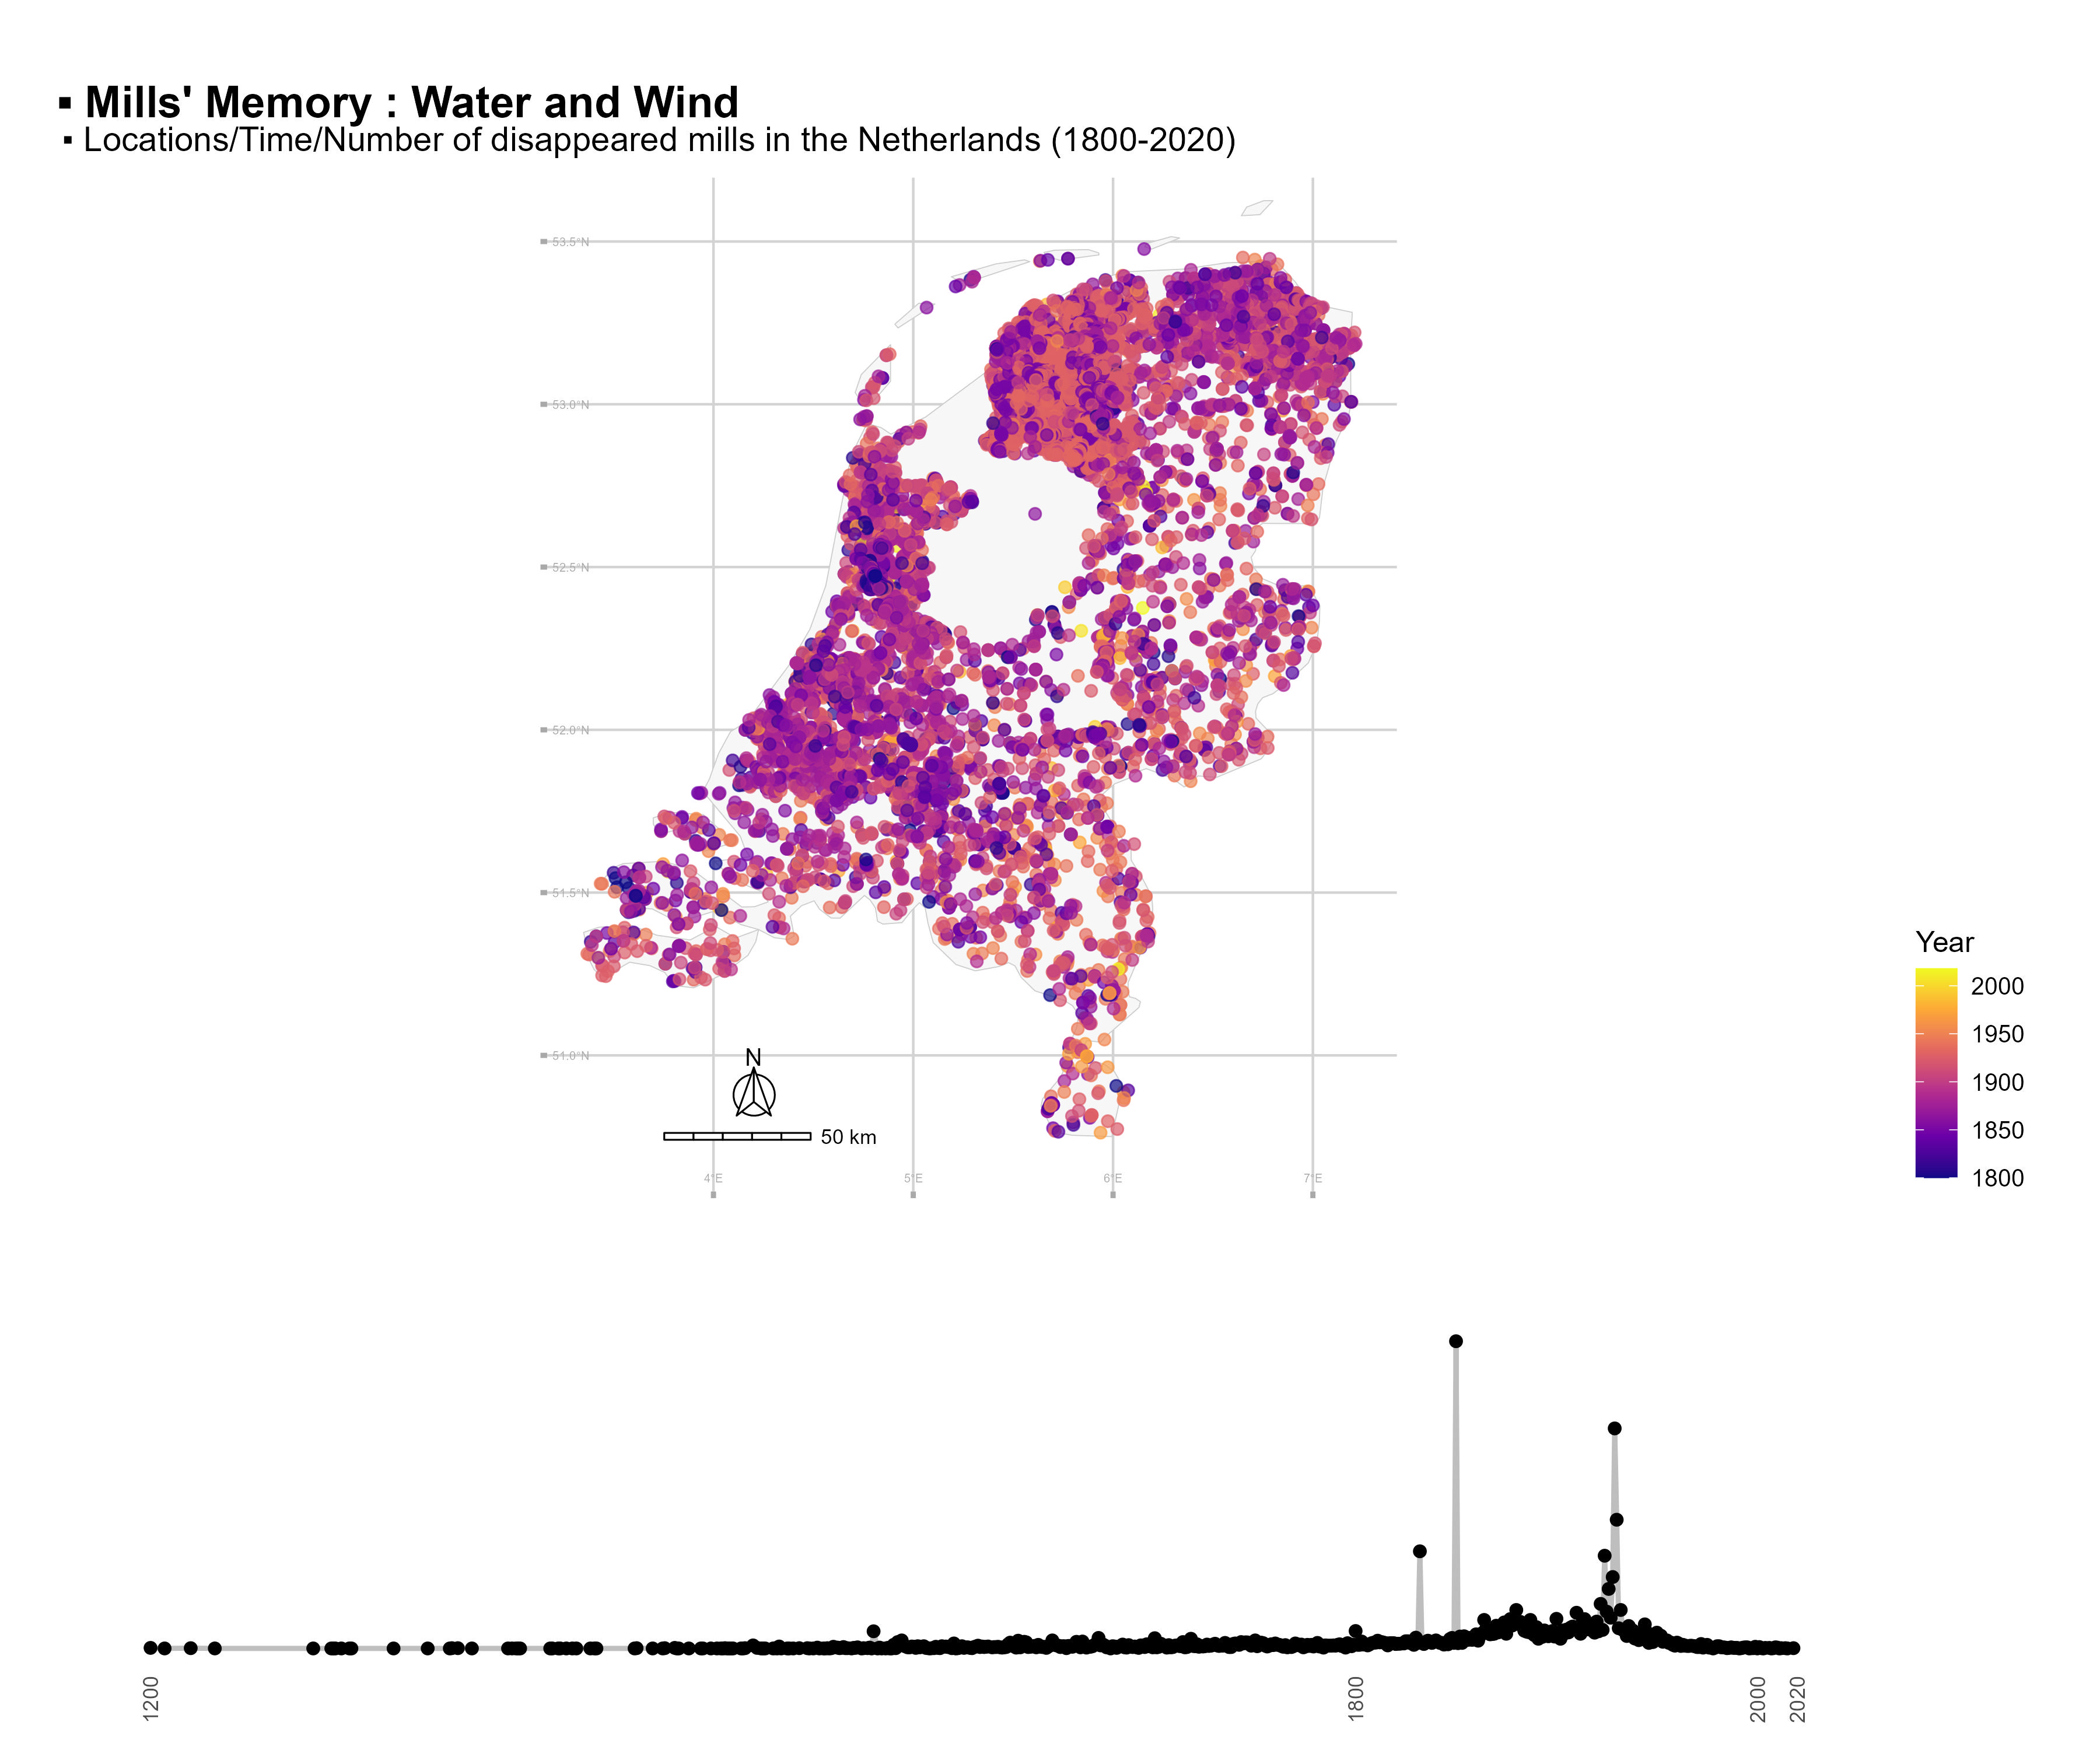 ▪ Mills' Memory : Water and Wind
▪ Locations/Time/Number of disappeared mills in the Netherlands (1800-2020)
53.5°N
53.0°N
52.5°N
52.0°N
51.5°N
51.0°N
N
50 km
4°E
5°E
6°E
7°E
Year
2000
1950
1900
1850
1800
1200
1800
2000
2020